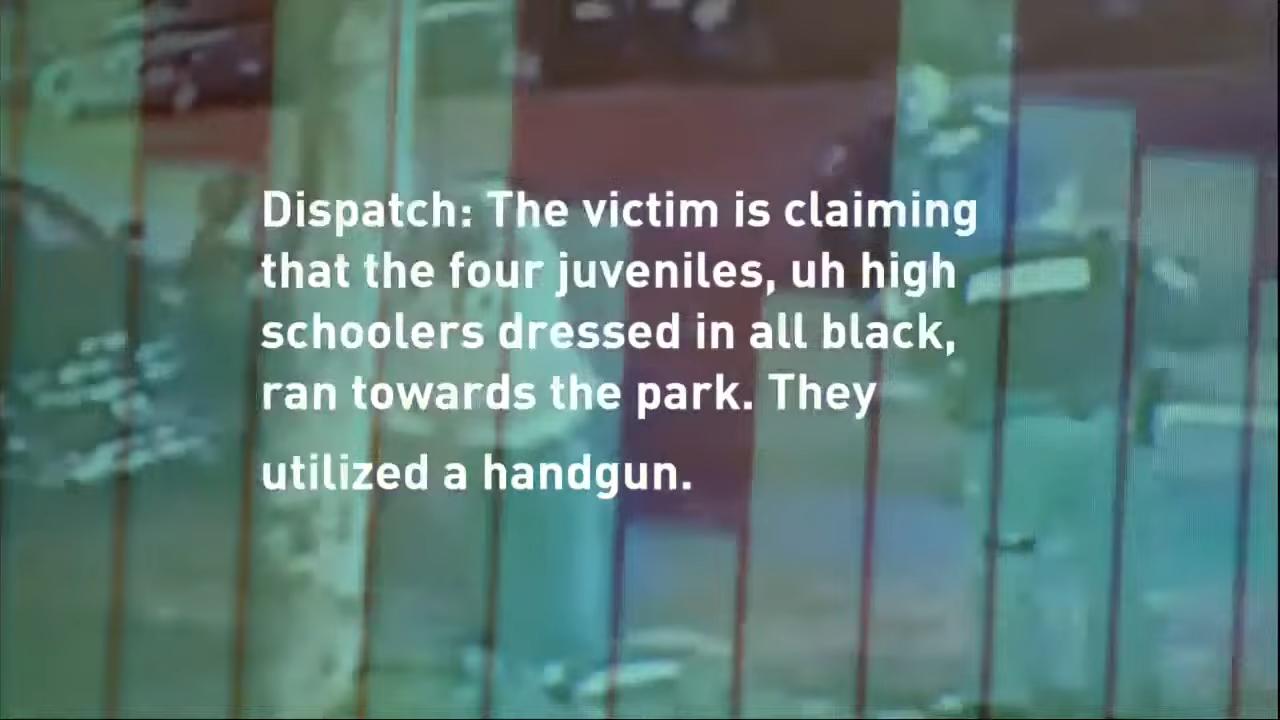 Dispatch: The victim is claiming
that the four juveniles, uh high
schoolers dressed in all black,
ran towards the park. They
utilized a handgun.